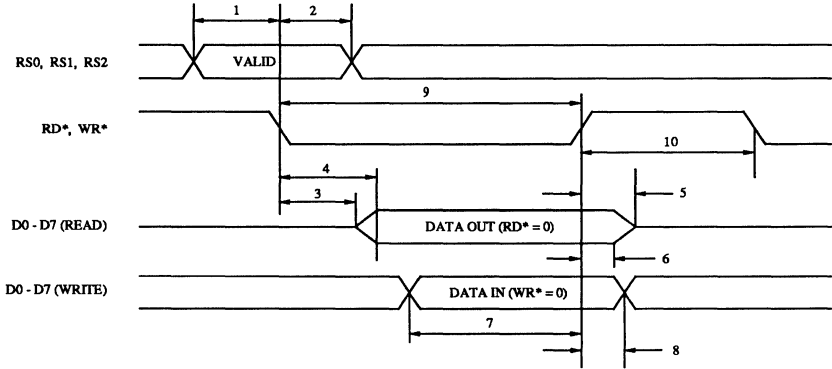 1 2
RS0, RS1, RS2 VALID
9
RD*, WR*
10
4
3 5
D0 - D7 (READ) DATA OUT (RD* = 0)
6
D0 - D7 (WRITE) DATA IN (WR* = 0)
7
8